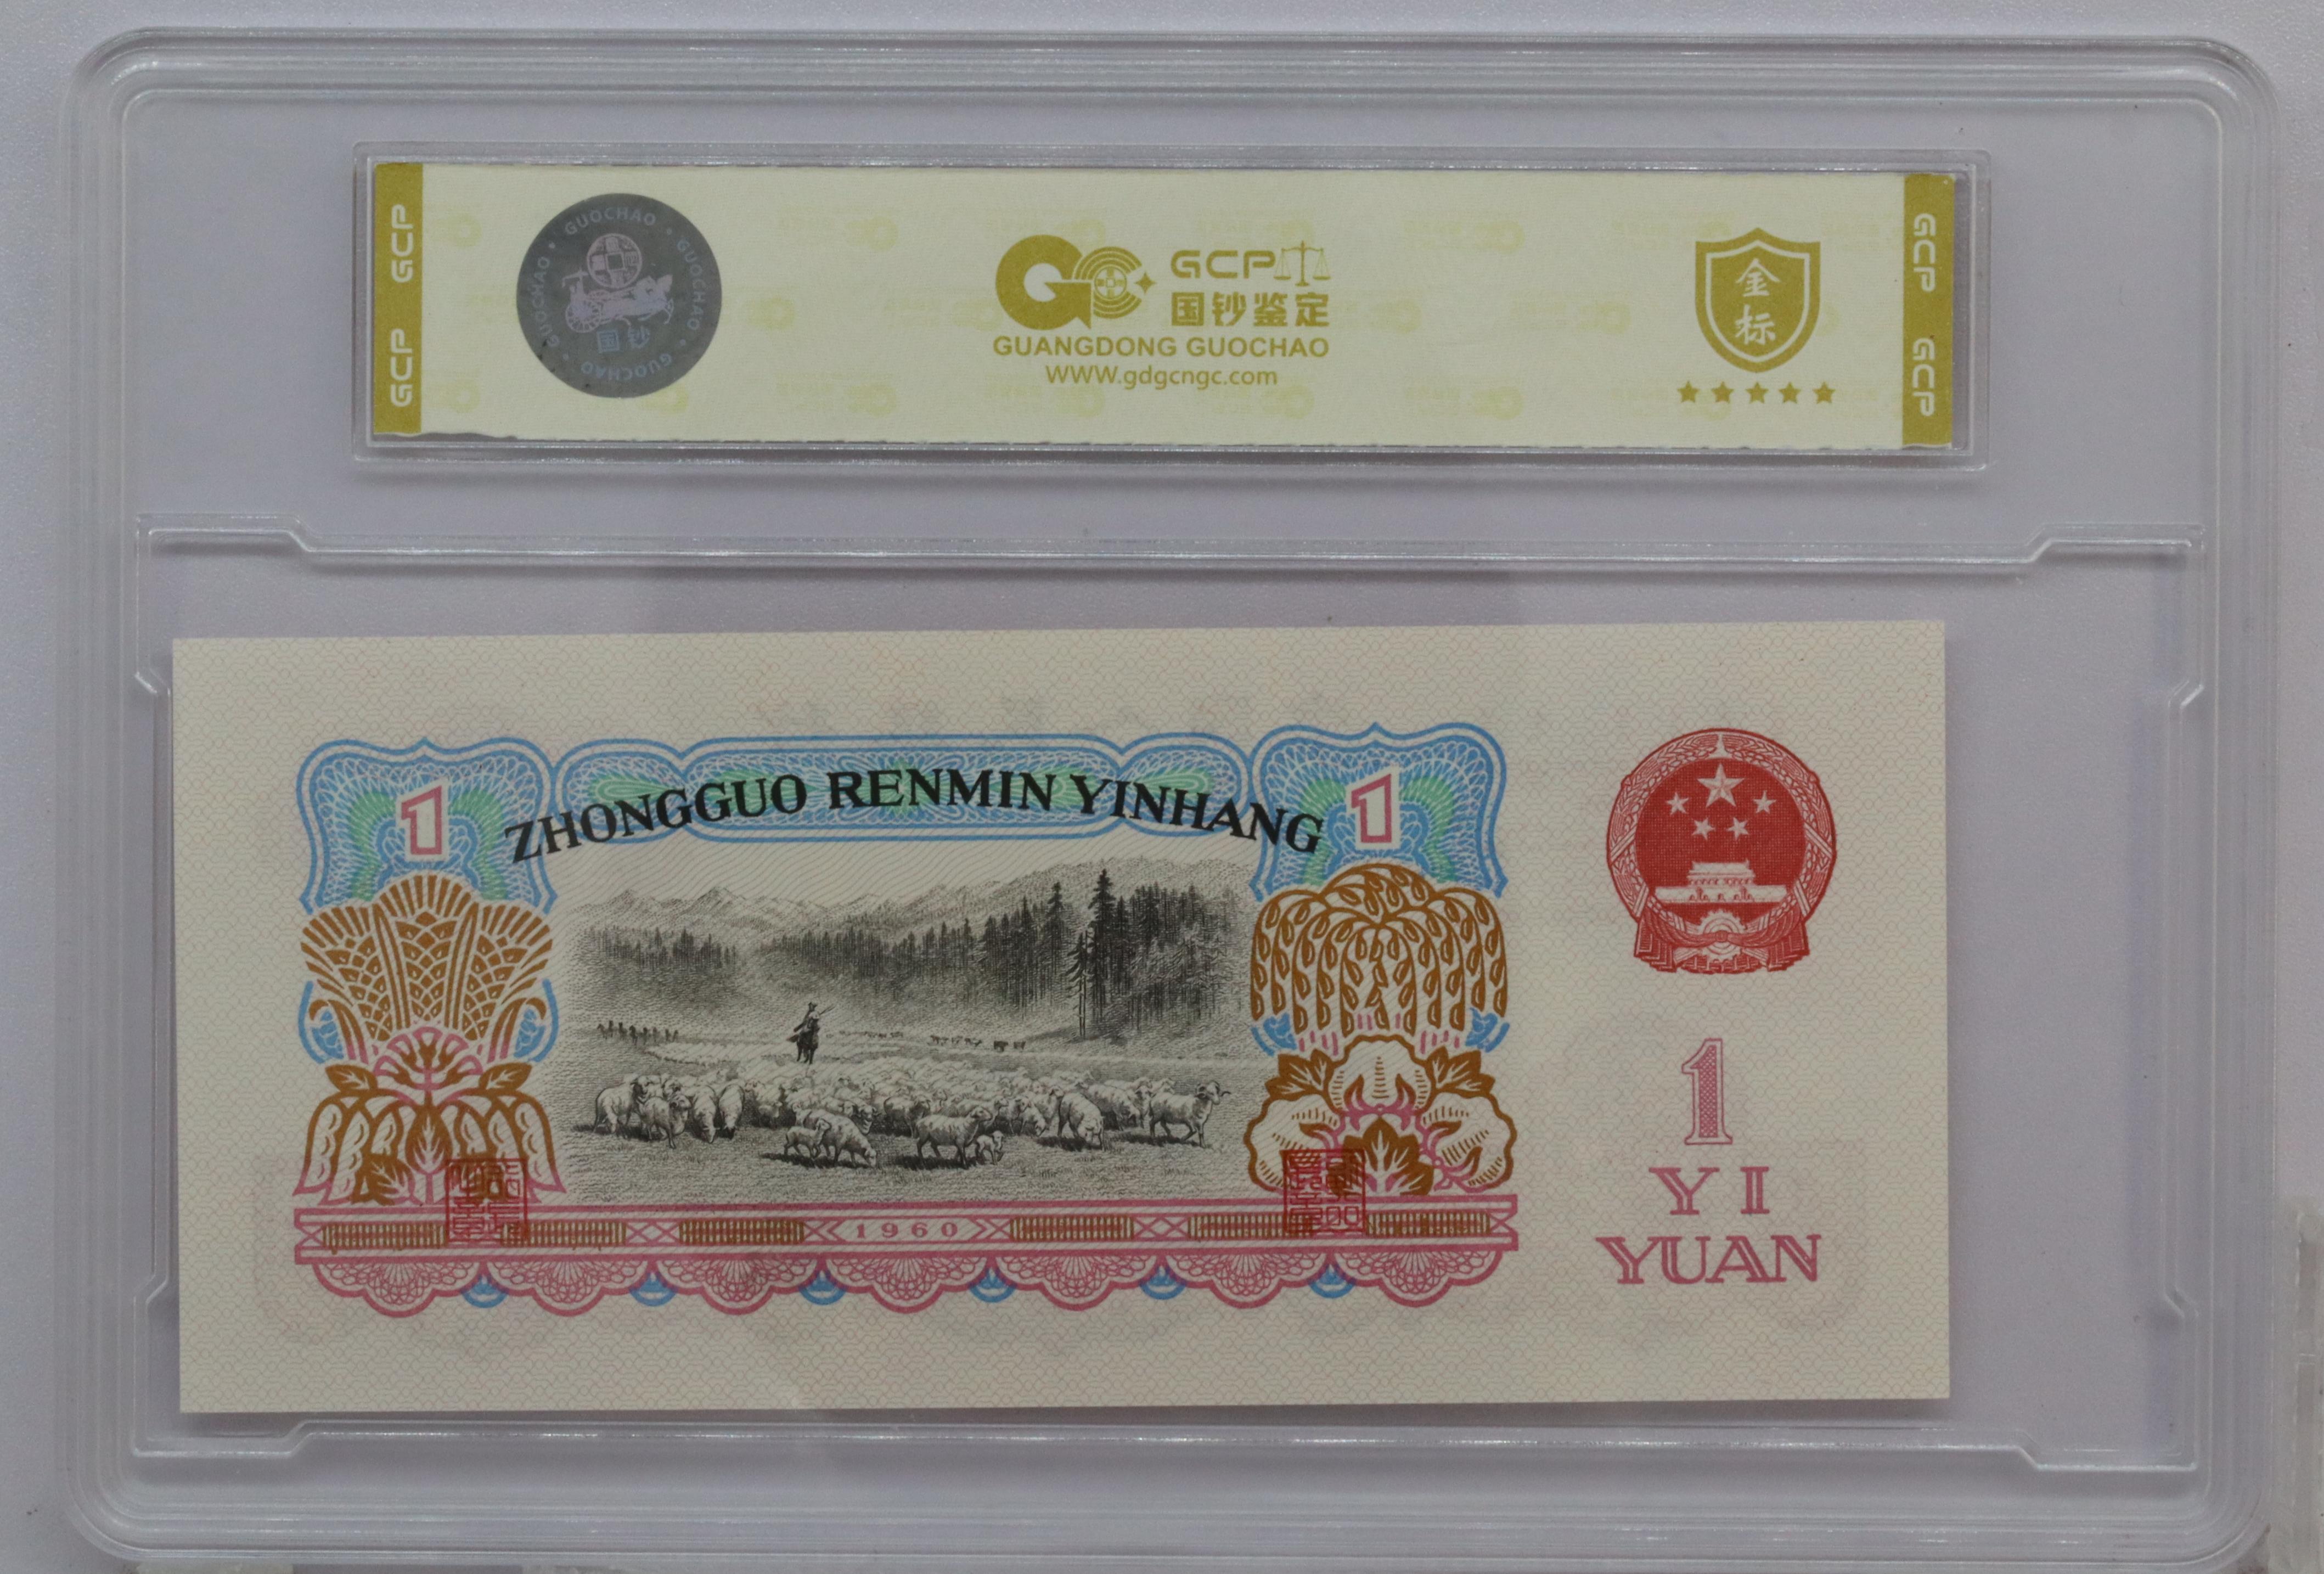 GCP GCP
GUOCHAO · GUOCHAO · GUOCHAO · GUOCHAO
国钞
GCP
国钞鉴定
GUANGDONG GUOCHAO
WWW.gdgcngc.com
金
标
GCP GCP
1
ZHONGGUO RENMIN YINHANG
1
1960
1
YI
YUAN